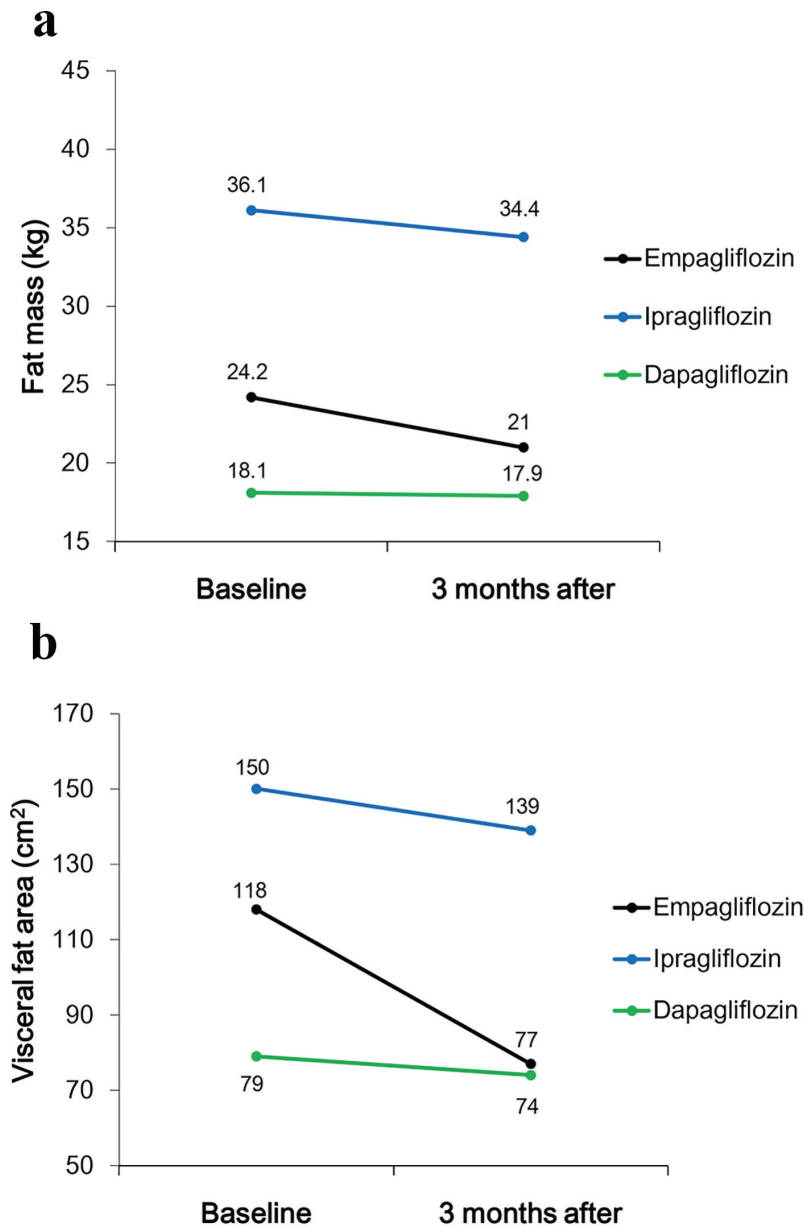 a
Fat mass (kg)
45
40
35
30
25
20
15
36.1
34.4
24.2
21
18.1
17.9
Baseline
3 months after
Empagliflozin
Ipragliflozin
Dapagliflozin
b
Visceral fat area (cm²)
170
150
130
110
90
70
50
150
139
118
77
79
74
Baseline
3 months after
Empagliflozin
Ipragliflozin
Dapagliflozin